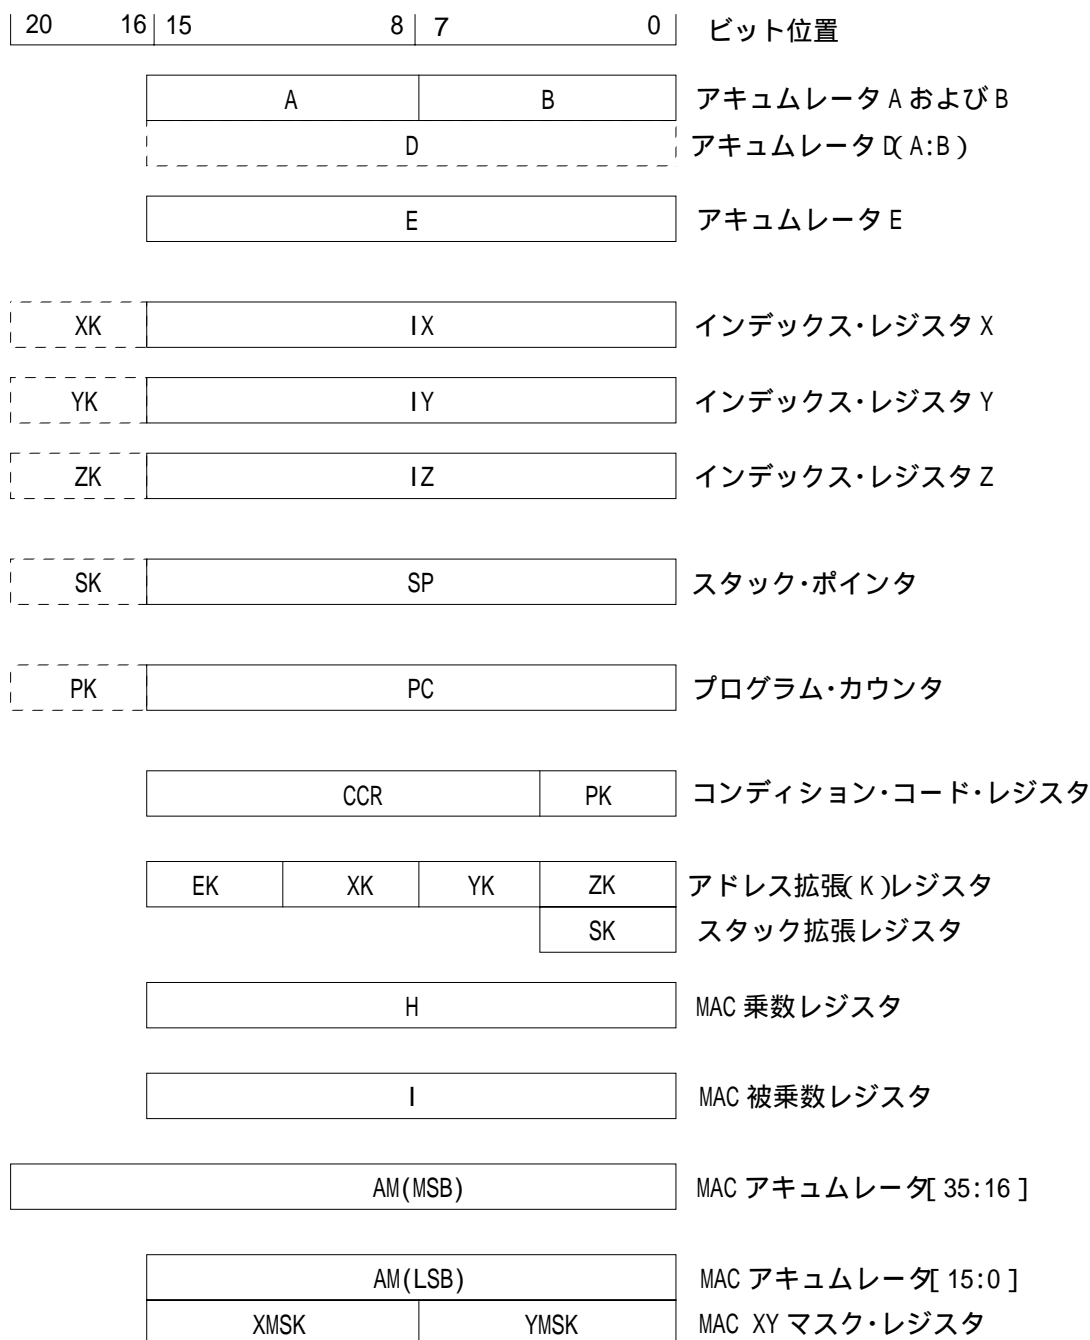 20 16 15 8 7 0 ビット位置
A B アキュムレータ A および B
D アキュムレータ D( A:B )
E アキュムレータ E
XK IX インデックス・レジスタ X
YK IY インデックス・レジスタ Y
ZK IZ インデックス・レジスタ Z
SK SP スタック・ポインタ
PK PC プログラム・カウンタ
CCR PK コンディション・コード・レジスタ
EK XK YK ZK アドレス拡張( K )レジスタ
SK スタック拡張レジスタ
H MAC 乗数レジスタ
I MAC 被乗数レジスタ
AM(MSB) MAC アキュムレータ[ 35:16 ]
AM(LSB) MAC アキュムレータ[ 15:0 ]
XMSK YMSK MAC XY マスク・レジスタ